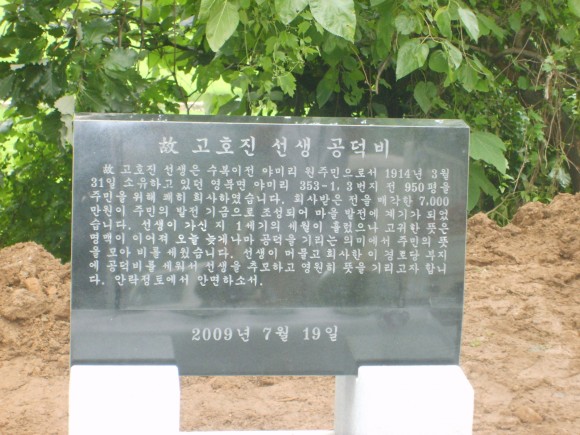 故 고호진 선생 공덕비
故 고호진 선생은 수복이전 야미리 원주민으로서 1914년 3월
31일 소유하고 있던 영북면 야미리 353-1, 3번지 전 950평을
주민을 위해 쾌히 희사하였습니다. 희사받은 전을 매각한 7,000
만원이 주민의 발전 기금으로 조성되어 마을 발전에 계기가 되었
습니다. 선생이 가신 지 1세기의 세월이 흘렀으나 고귀한 뜻은
명맥이 이어져 오늘 늦게나마 공덕을 기리는 의미에서 주민의 뜻
을 모아 비를 세웠습니다. 선생이 머물고 희사한 이 경로당 부지
에 공덕비를 세워서 선생을 추모하고 영원히 뜻을 기리고자 합니
다. 안락정토에서 안면하소서.
2009년 7월 19일